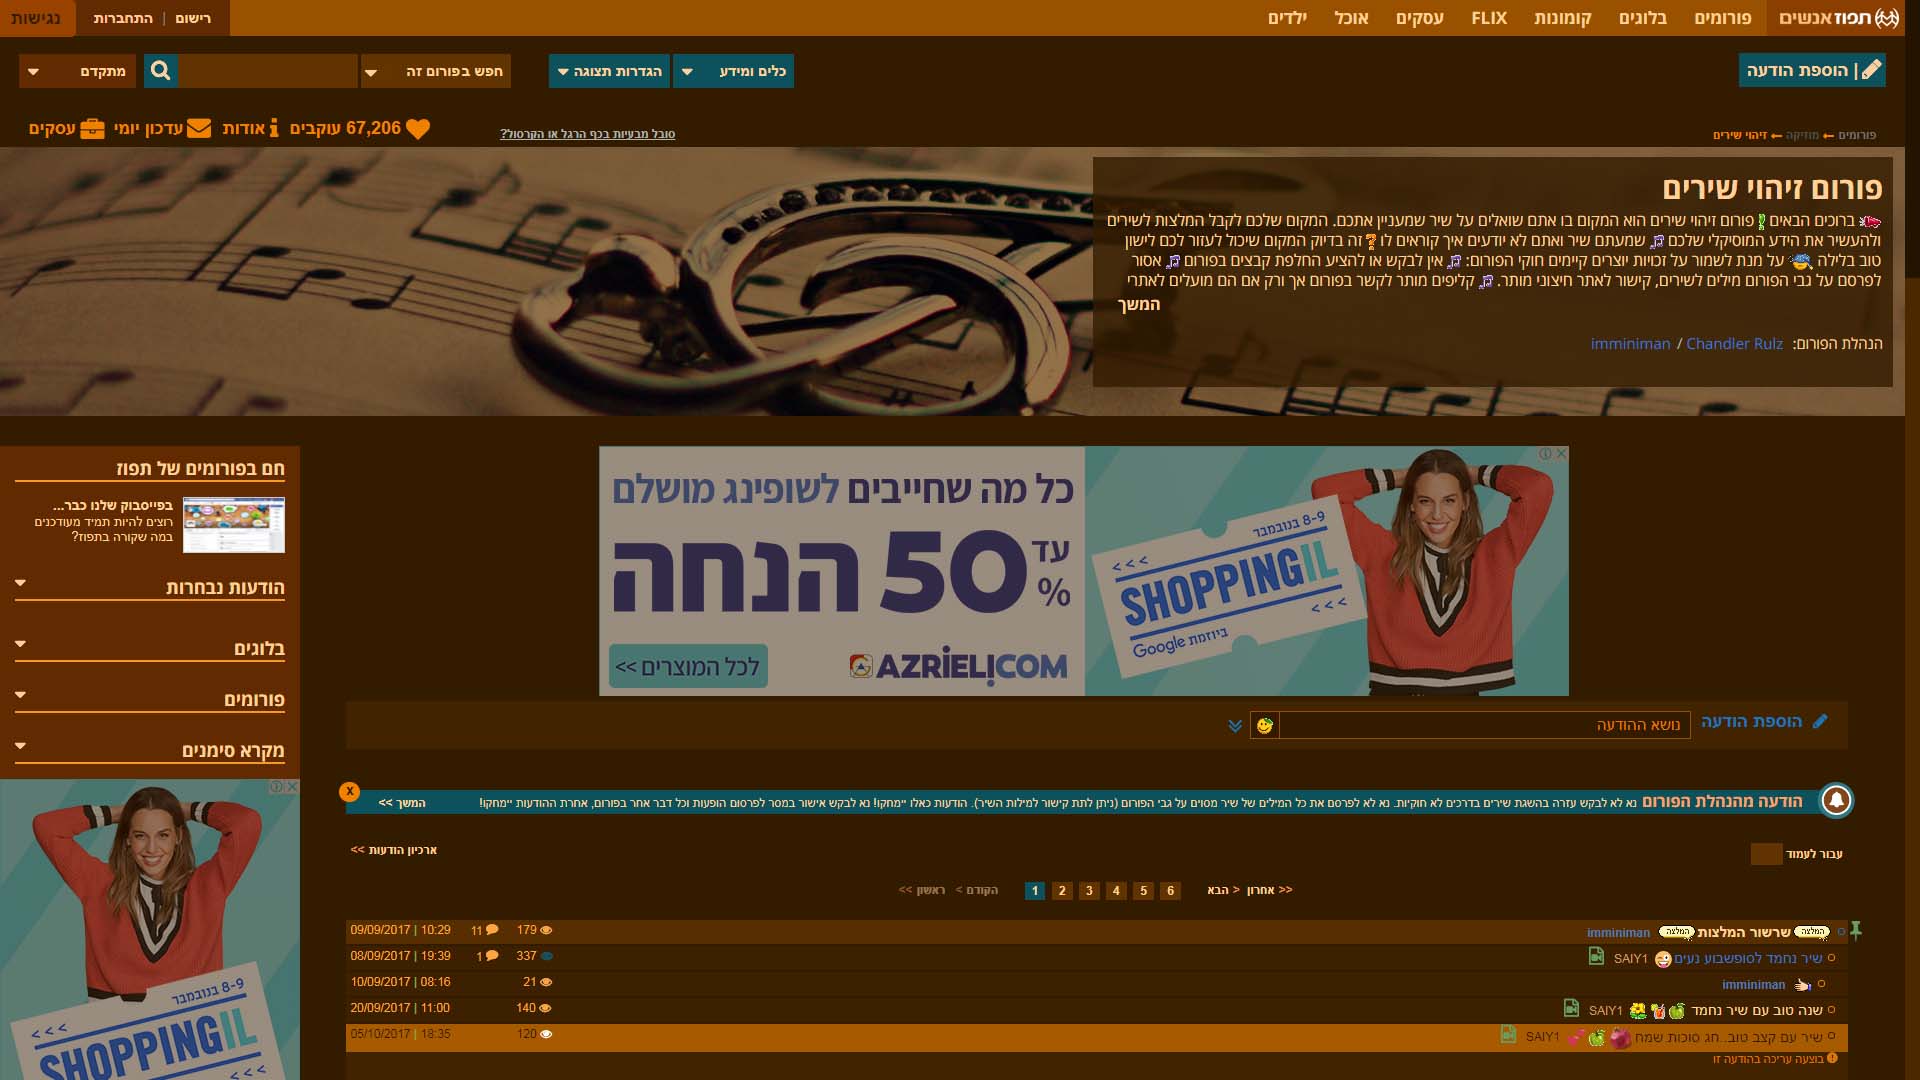 תפוז אנשים
פורומים בלוגים קומונות FLIX עסקים אוכל ילדים
רישום | התחברות
נגישות
הוספת הודעה |
כלים ומידע
הגדרות תצוגה
חפש בפורום זה
מתקדם
פורומים ← מוזיקה ← זיהוי שירים
סובל מבעיות בכף הרגל או הקרסול?
67,206 עוקבים אודות עדכון יומי עסקים
פורום זיהוי שירים
ברוכים הבאים פורום זיהוי שירים הוא המקום בו אתם שואלים על שיר שמעניין אתכם. המקום שלכם לקבל המלצות לשירים
ולהעשיר את הידע המוסיקלי שלכם שמעתם שיר ואתם לא יודעים איך קוראים לו זה בדיוק המקום שיכול לעזור לכם לישון
טוב בלילה על מנת לשמור על זכויות יוצרים קיימים חוקי הפורום: אין לבקש או להציע החלפת קבצים בפורום אסור
לפרסם על גבי הפורום מילים לשירים, קישור לאתר חיצוני מותר. קליפים מותר לקשר בפורום אך ורק אם הם מועלים לאתרי
המשך
הנהלת הפורום: imminiman / Chandler Rulz
חם בפורומים של תפוז
בפייסבוק שלנו כבר...
רוצים להיות תמיד מעודכנים
במה שקורה בתפוז?
הודעות נבחרות
בלוגים
פורומים
מקרא סימנים
8-9 בנובמבר
<<<
SHOPPINGIL
כל מה שחייבים לשופינג מושלם
עד
50% הנחה
לכל המוצרים >>
AZRIELI.COM
8-9 בנובמבר
<<<
SHOPPINGIL
<<<
ביוזמת Google
הוספת הודעה
נושא ההודעה
X
הודעה מהנהלת הפורום נא לא לבקש עזרה בהשגת שירים בדרכים לא חוקיות. נא לא לפרסם את כל המילים של שיר מסוים על גבי הפורום (ניתן לתת קישור למילות השיר). הודעות כאלו יימחקו! נא לבקש אישור במסר לפרסום הופעות וכל דבר אחר בפורום, אחרת ההודעות יימחקו! המשך >>
עבור לעמוד
ארכיון הודעות >>
<< ראשון < הקודם 1 2 3 4 5 6 הבא > אחרון >>
המלצה שרשור המלצות המלצה imminiman 179 11 09/09/2017 | 10:29
שיר נחמד לסופשבוע נעים SAIY1 337 1 08/09/2017 | 19:39
imminiman 21 10/09/2017 | 08:16
שנה טוב עם שיר נחמד SAIY1 140 20/09/2017 | 11:00
שיר עם קצב טוב..חג סוכות שמח SAIY1 120 05/10/2017 | 18:35
בוצעה עריכה בהודעה זו